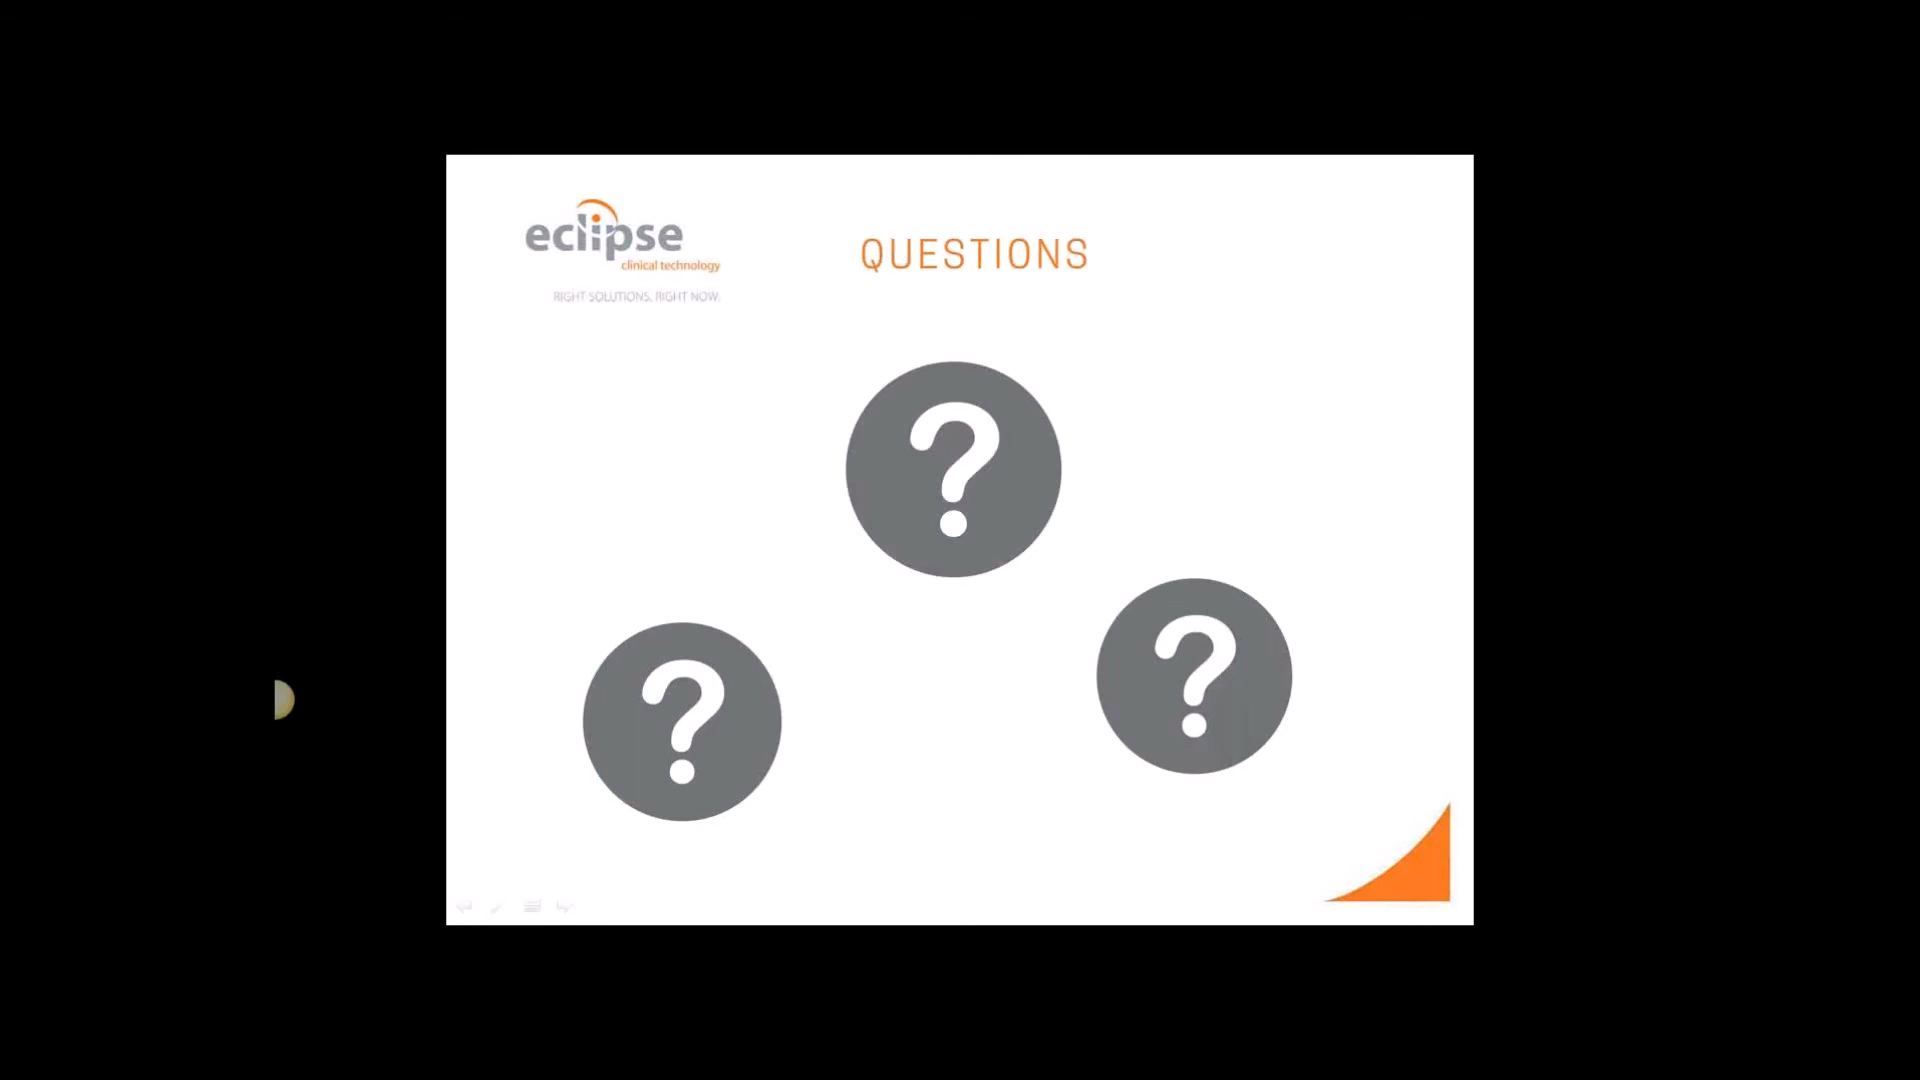 eclipse
clinical technology
RIGHT SOLUTIONS. RIGHT NOW.
QUESTIONS
?
?
?